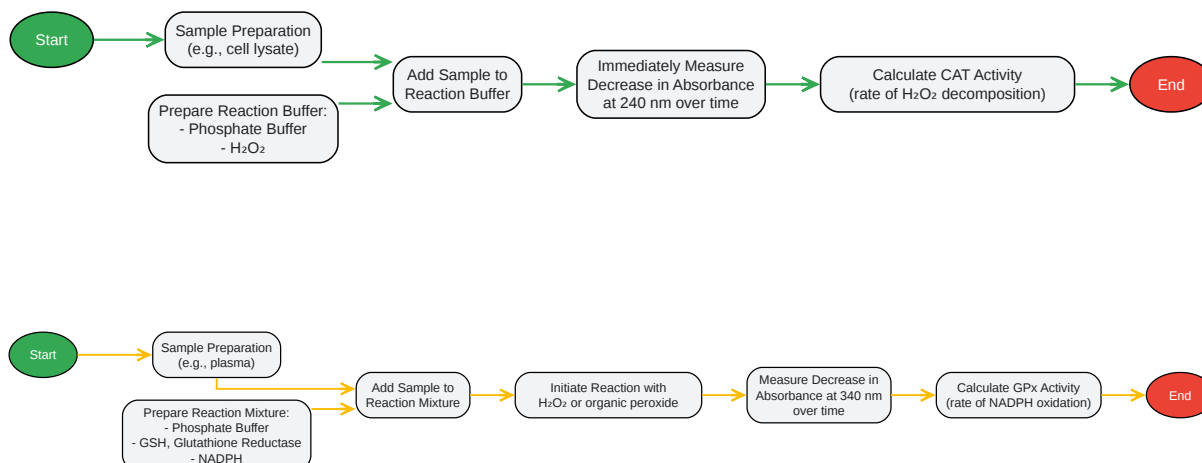 Start
Sample Preparation
(e.g., cell lysate)
Prepare Reaction Buffer:
- Phosphate Buffer
- H₂O₂
Add Sample to
Reaction Buffer
Immediately Measure
Decrease in Absorbance
at 240 nm over time
Calculate CAT Activity
(rate of H₂O₂ decomposition)
End
Start
Sample Preparation
(e.g., plasma)
Prepare Reaction Mixture:
- Phosphate Buffer
- GSH, Glutathione Reductase
- NADPH
Add Sample to
Reaction Mixture
Initiate Reaction with
H₂O₂ or organic peroxide
Measure Decrease in
Absorbance at 340 nm
over time
Calculate GPx Activity
(rate of NADPH oxidation)
End